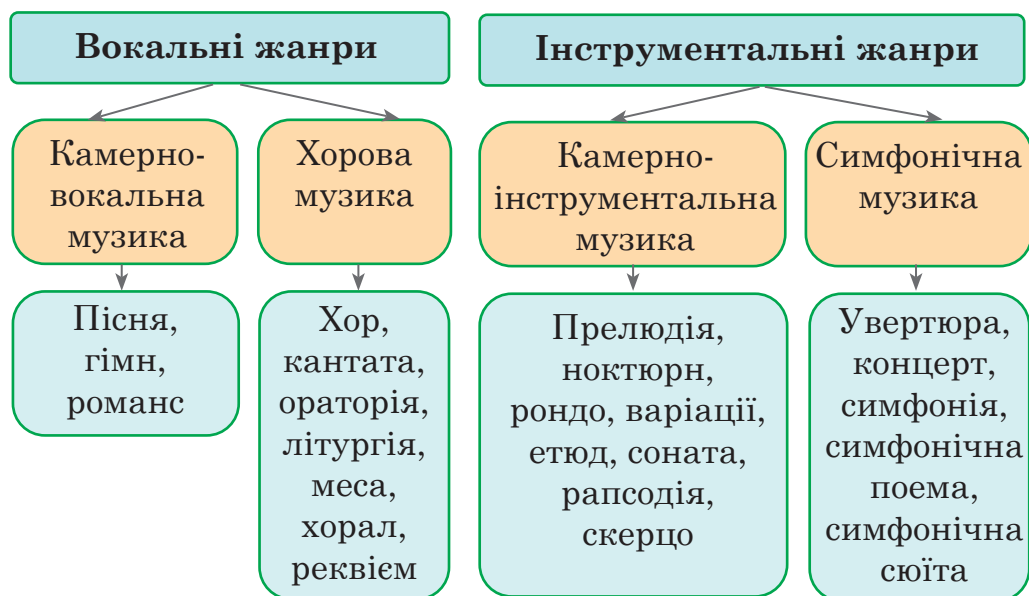 Вокальні жанри
Камерно-
вокальна
музика
Хорова
музика
Пісня,
гімн,
романс
Хор,
кантата,
ораторія,
літургія,
меса,
хорал,
реквієм
Інструментальні жанри
Камерно-
інструментальна
музика
Симфонічна
музика
Прелюдія,
ноктюрн,
рондо, варіації,
етюд, соната,
рапсодія,
скерцо
Увертюра,
концерт,
симфонія,
симфонічна
поема,
симфонічна
сюїта